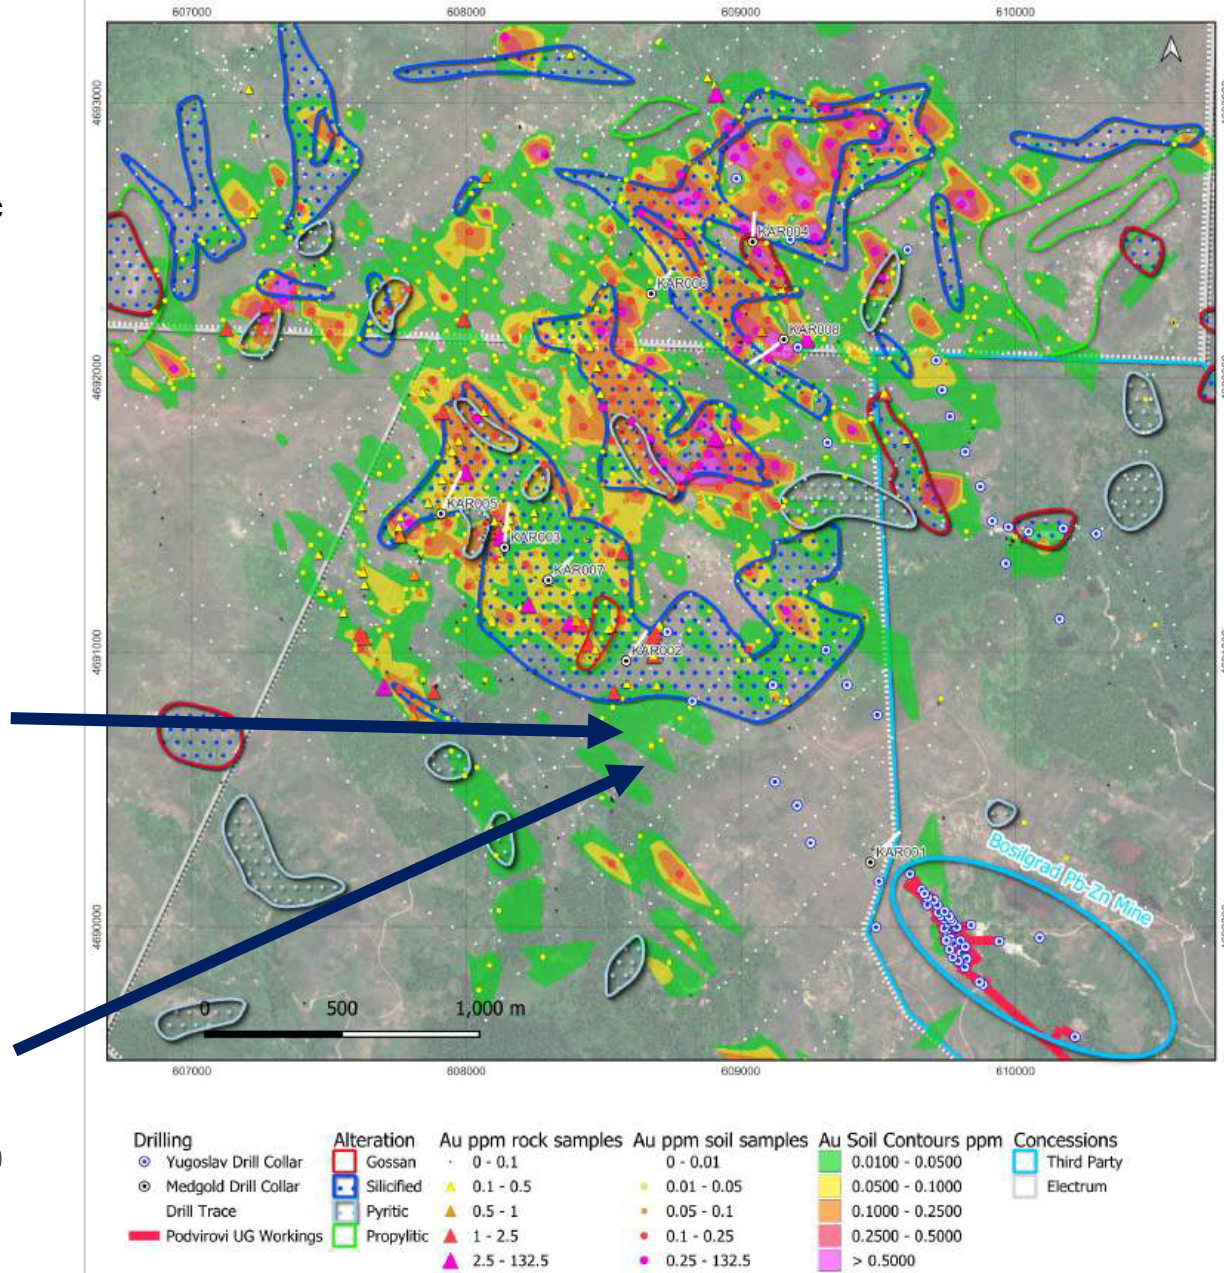 607000 608000 609000 610000
4693000
c
KAR004
KAR006
KAR008
4692000
KAR005
KAR003
KAR007
4691000
KAR002
KAR001
Bosilgrad Pb-Zn Mine
4690000
0 500 1,000 m
607000 608000 609000 610000
Drilling
Yugoslav Drill Collar
Medgold Drill Collar
Drill Trace
Podvirovi UG Workings
Alteration
Gossan
Silicified
Pyritic
Propylitic
Au ppm rock samples
0 - 0.1
0.1 - 0.5
0.5 - 1
1 - 2.5
2.5 - 132.5
Au ppm soil samples
0 - 0.01
0.01 - 0.05
0.05 - 0.1
0.1 - 0.25
0.25 - 132.5
Au Soil Contours ppm
0.0100 - 0.0500
0.0500 - 0.1000
0.1000 - 0.2500
0.2500 - 0.5000
> 0.5000
Concessions
Third Party
Electrum